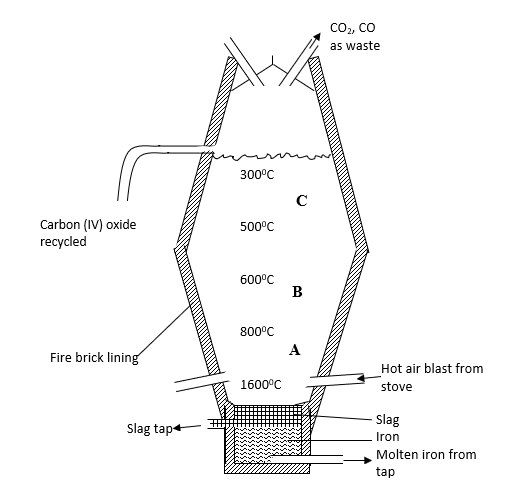 CO₂, CO
as waste
300⁰C
C
Carbon (IV) oxide
recycled
500⁰C
600⁰C
B
800⁰C
A
Fire brick lining
Hot air blast from
stove
1600⁰C
Slag tap
Slag
Iron
Molten iron from
tap